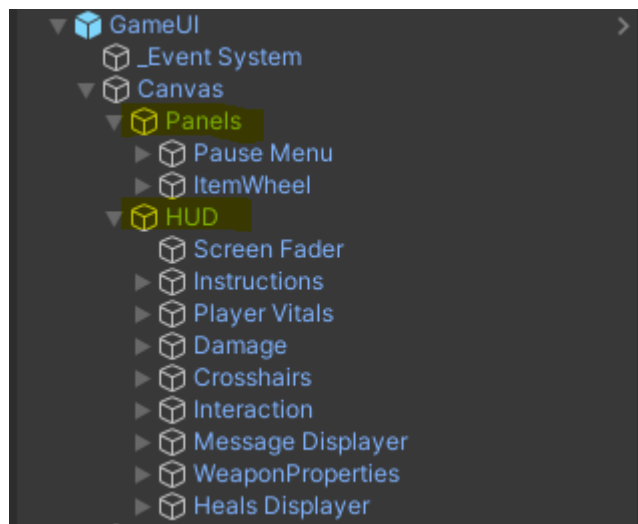 GameUI
_Event System
Canvas
Panels
Pause Menu
ItemWheel
HUD
Screen Fader
Instructions
Player Vitals
Damage
Crosshairs
Interaction
Message Displayer
WeaponProperties
Heals Displayer